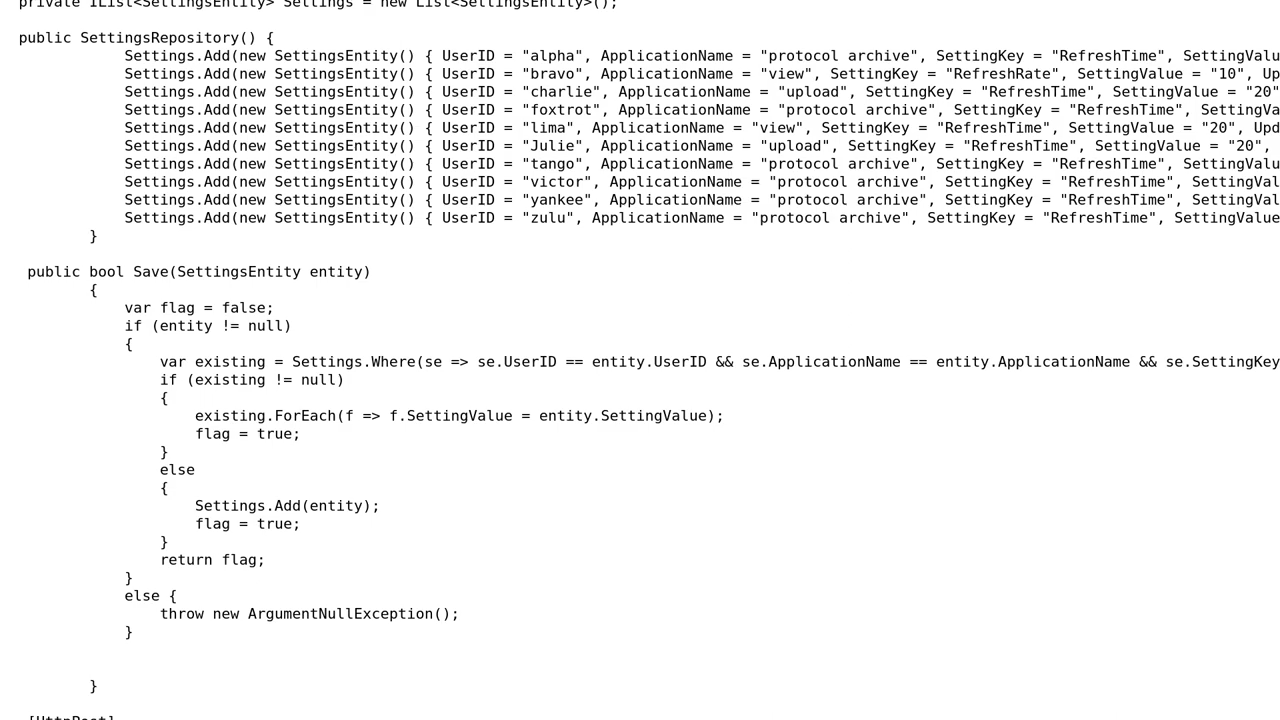 private IList<SettingsEntity> Settings = new List<SettingsEntity>();
public SettingsRepository() {
Settings.Add(new SettingsEntity() { UserID = "alpha", ApplicationName = "protocol archive", SettingKey = "RefreshTime", SettingValu
Settings.Add(new SettingsEntity() { UserID = "bravo", ApplicationName = "view", SettingKey = "RefreshRate", SettingValue = "10", Up
Settings.Add(new SettingsEntity() { UserID = "charlie", ApplicationName = "upload", SettingKey = "RefreshTime", SettingValue = "20"
Settings.Add(new SettingsEntity() { UserID = "foxtrot", ApplicationName = "protocol archive", SettingKey = "RefreshTime", SettingVa
Settings.Add(new SettingsEntity() { UserID = "lima", ApplicationName = "view", SettingKey = "RefreshTime", SettingValue = "20", Upd
Settings.Add(new SettingsEntity() { UserID = "Julie", ApplicationName = "upload", SettingKey = "RefreshTime", SettingValue = "20",
Settings.Add(new SettingsEntity() { UserID = "tango", ApplicationName = "protocol archive", SettingKey = "RefreshTime", SettingValu
Settings.Add(new SettingsEntity() { UserID = "victor", ApplicationName = "protocol archive", SettingKey = "RefreshTime", SettingVal
Settings.Add(new SettingsEntity() { UserID = "yankee", ApplicationName = "protocol archive", SettingKey = "RefreshTime", SettingVal
Settings.Add(new SettingsEntity() { UserID = "zulu", ApplicationName = "protocol archive", SettingKey = "RefreshTime", SettingValue
}
public bool Save(SettingsEntity entity)
{
var flag = false;
if (entity != null)
{
var existing = Settings.Where(se => se.UserID == entity.UserID && se.ApplicationName == entity.ApplicationName && se.SettingKey
if (existing != null)
{
existing.ForEach(f => f.SettingValue = entity.SettingValue);
flag = true;
}
else
{
Settings.Add(entity);
flag = true;
}
return flag;
}
else {
throw new ArgumentNullException();
}
}
[HttpPost]